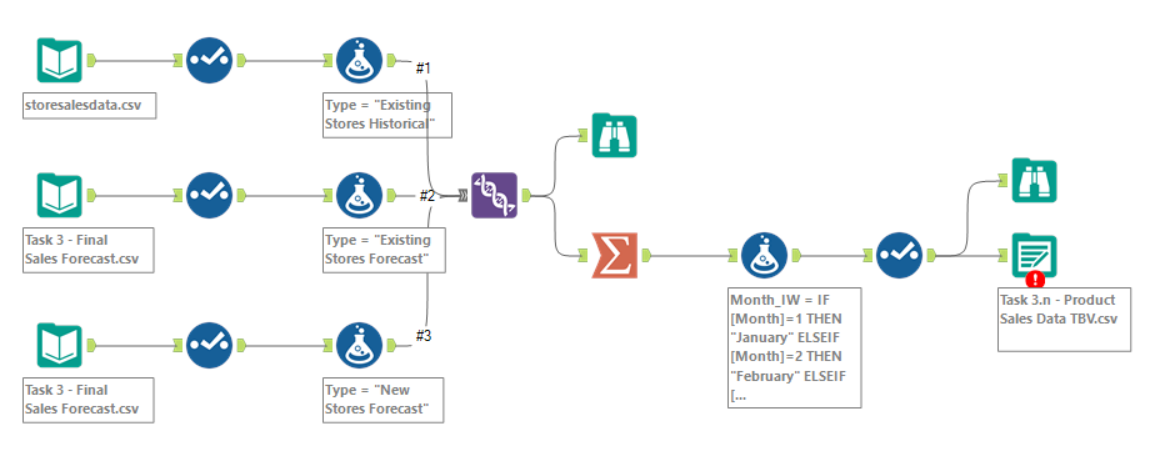 #1
storesalesdata.csv
Type = "Existing
Stores Historical"
#2
Task 3 - Final
Sales Forecast.csv
Type = "Existing
Stores Forecast"
#3
Task 3 - Final
Sales Forecast.csv
Type = "New
Stores Forecast"
Month_IW = IF
[Month]=1 THEN
"January" ELSEIF
[Month]=2 THEN
"February" ELSEIF
[...
!
Task 3.n - Product
Sales Data TBV.csv